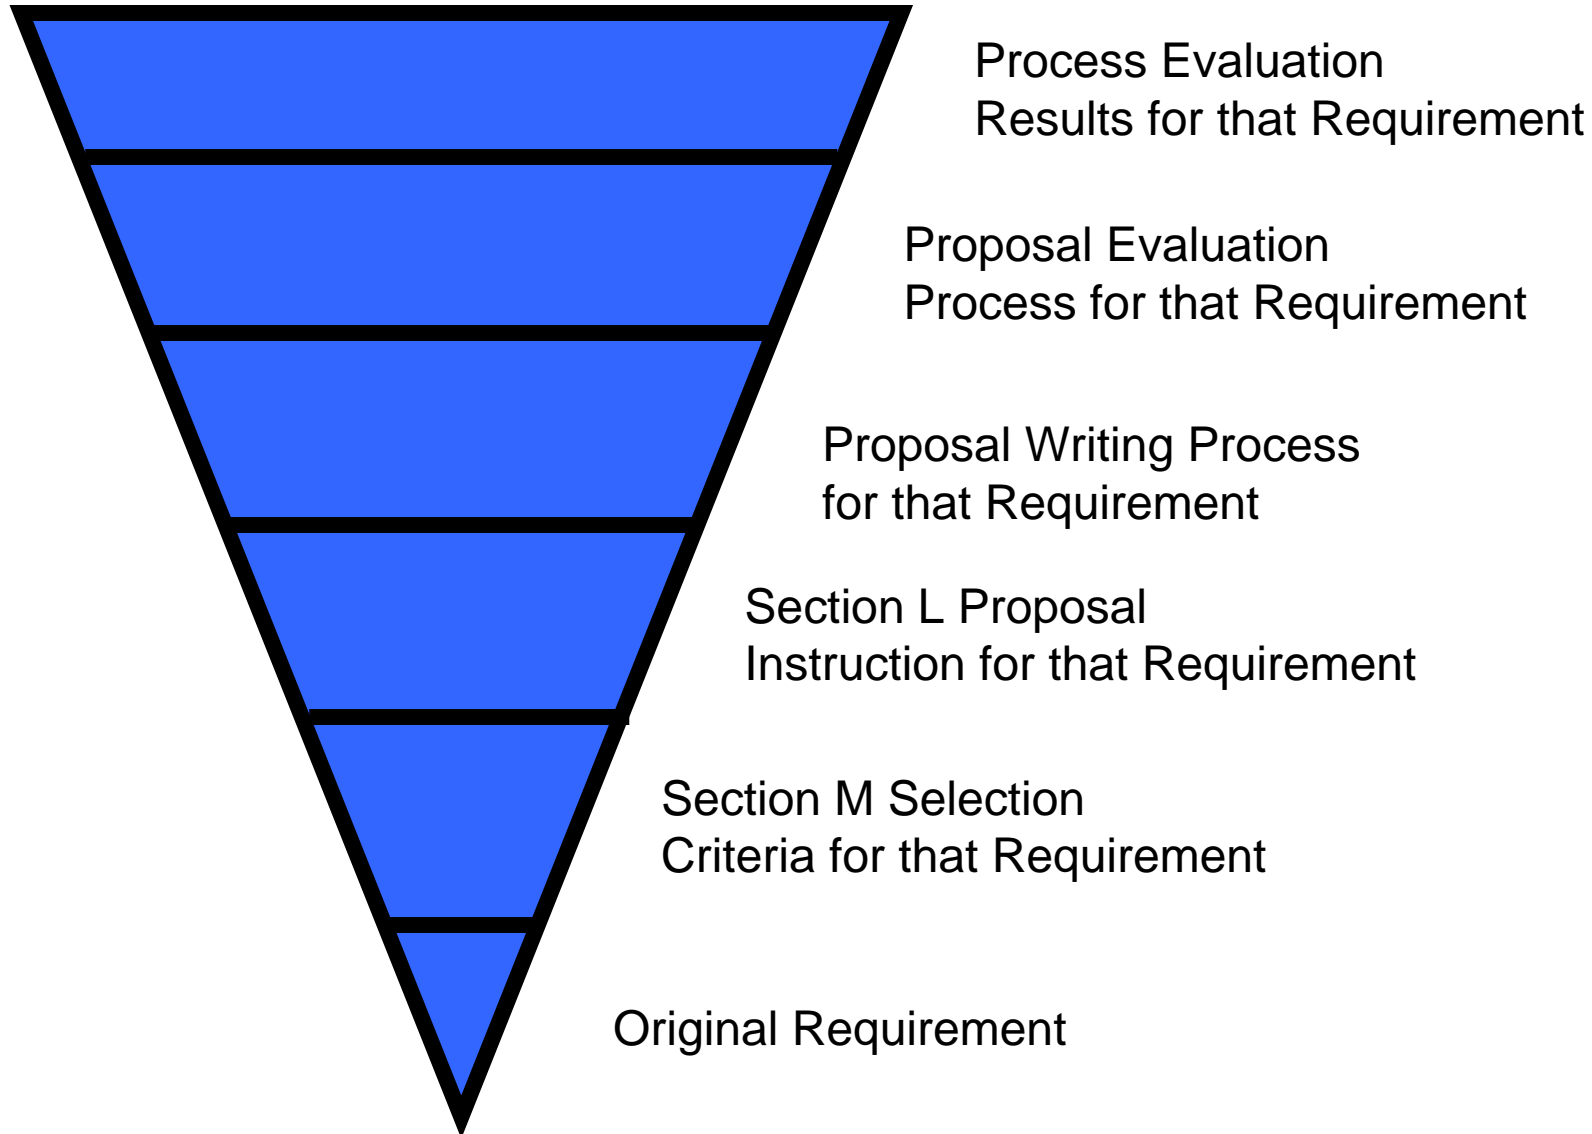 Process Evaluation
Results for that Requirement
Proposal Evaluation
Process for that Requirement
Proposal Writing Process
for that Requirement
Section L Proposal
Instruction for that Requirement
Section M Selection
Criteria for that Requirement
Original Requirement